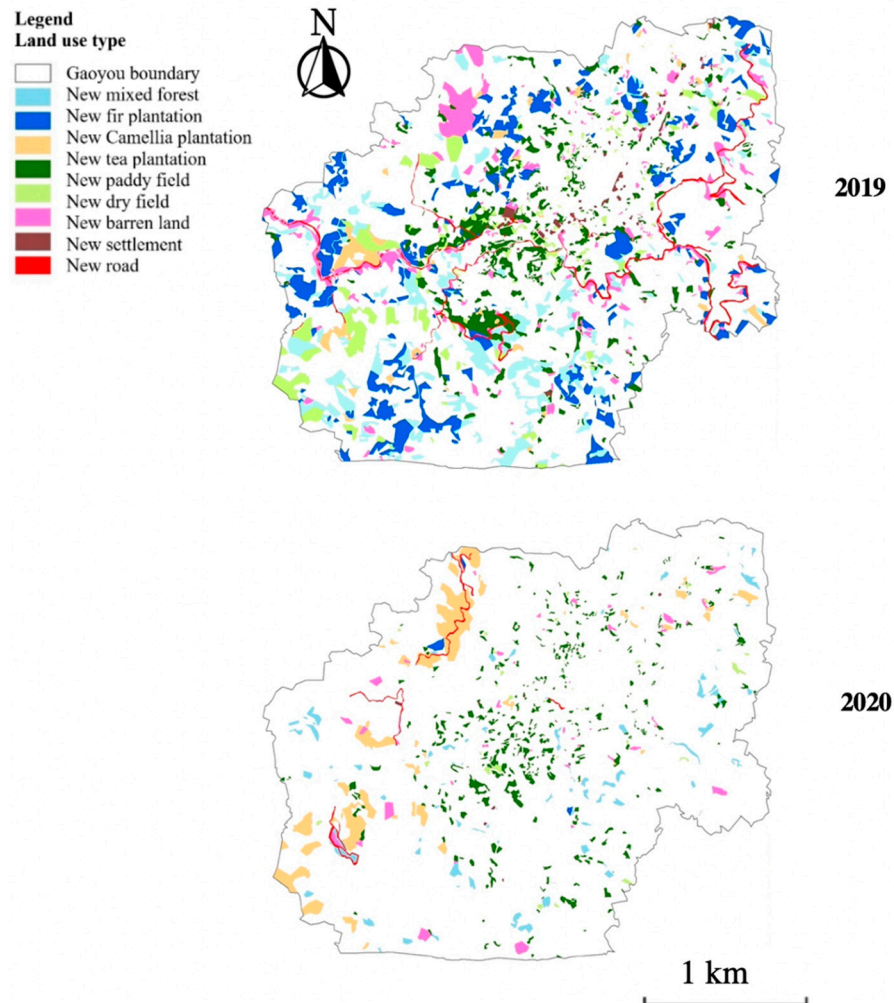 Legend
Land use type
Gaoyou boundary
New mixed forest
New fir plantation
New Camellia plantation
New tea plantation
New paddy field
New dry field
New barren land
New settlement
New road
N
2019
2020
1 km